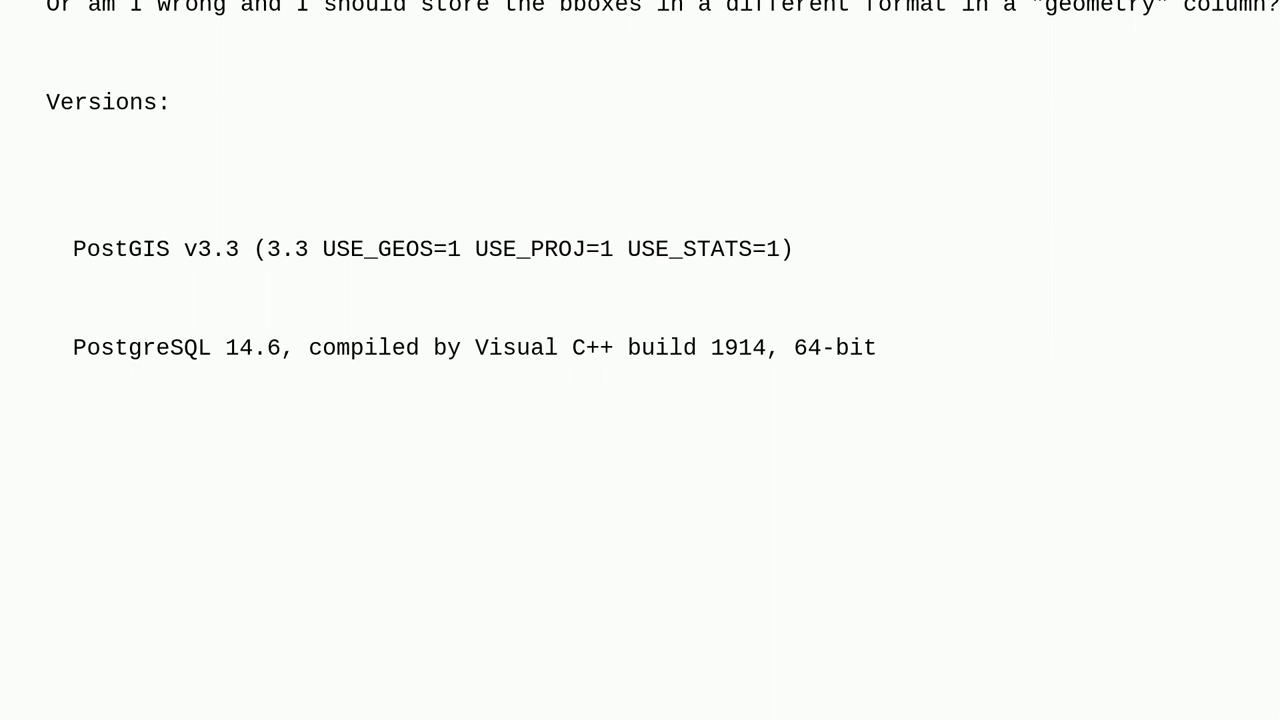 Or am I wrong and I should store the bboxes in a different format in a "geometry" column?
Versions:
PostGIS v3.3 (3.3 USE_GEOS=1 USE_PROJ=1 USE_STATS=1)
PostgreSQL 14.6, compiled by Visual C++ build 1914, 64-bit